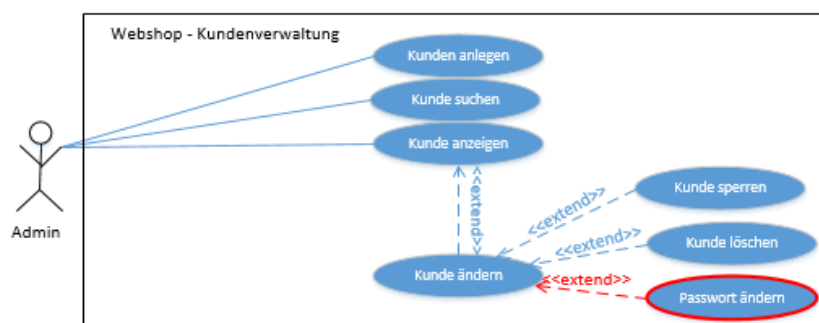 Webshop - Kundenverwaltung
Kunden anlegen
Kunde suchen
Kunde anzeigen
<<extend>>
Kunde sperren
<<extend>>
Admin
Kunde löschen
<<extend>>
Kunde ändern
<<extend>>
Passwort ändern